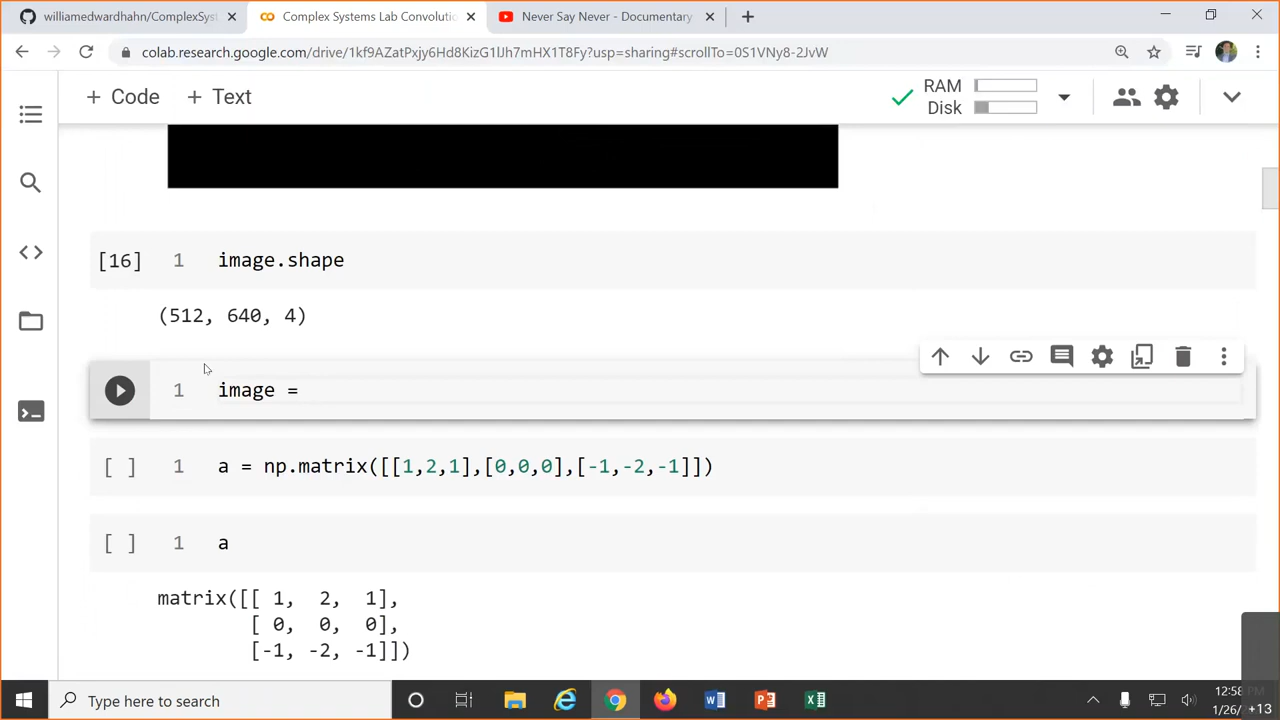 williamedwardhahn/ComplexSyst
Complex Systems Lab Convolutio
Never Say Never - Documentary
colab.research.google.com/drive/1kf9AZatPxjy6Hd8KizG1lJh7mHX1T8Fy?usp=sharing#scrollTo=0S1VNy8-2JvW
+ Code + Text
RAM
Disk
[16] 1 image.shape
(512, 640, 4)
1 image =
[ ] 1 a = np.matrix([[1,2,1],[0,0,0],[-1,-2,-1]])
[ ] 1 a
matrix([[ 1, 2, 1],
[ 0, 0, 0],
[-1, -2, -1]])
Type here to search
12:58 PM
1/26/ +13